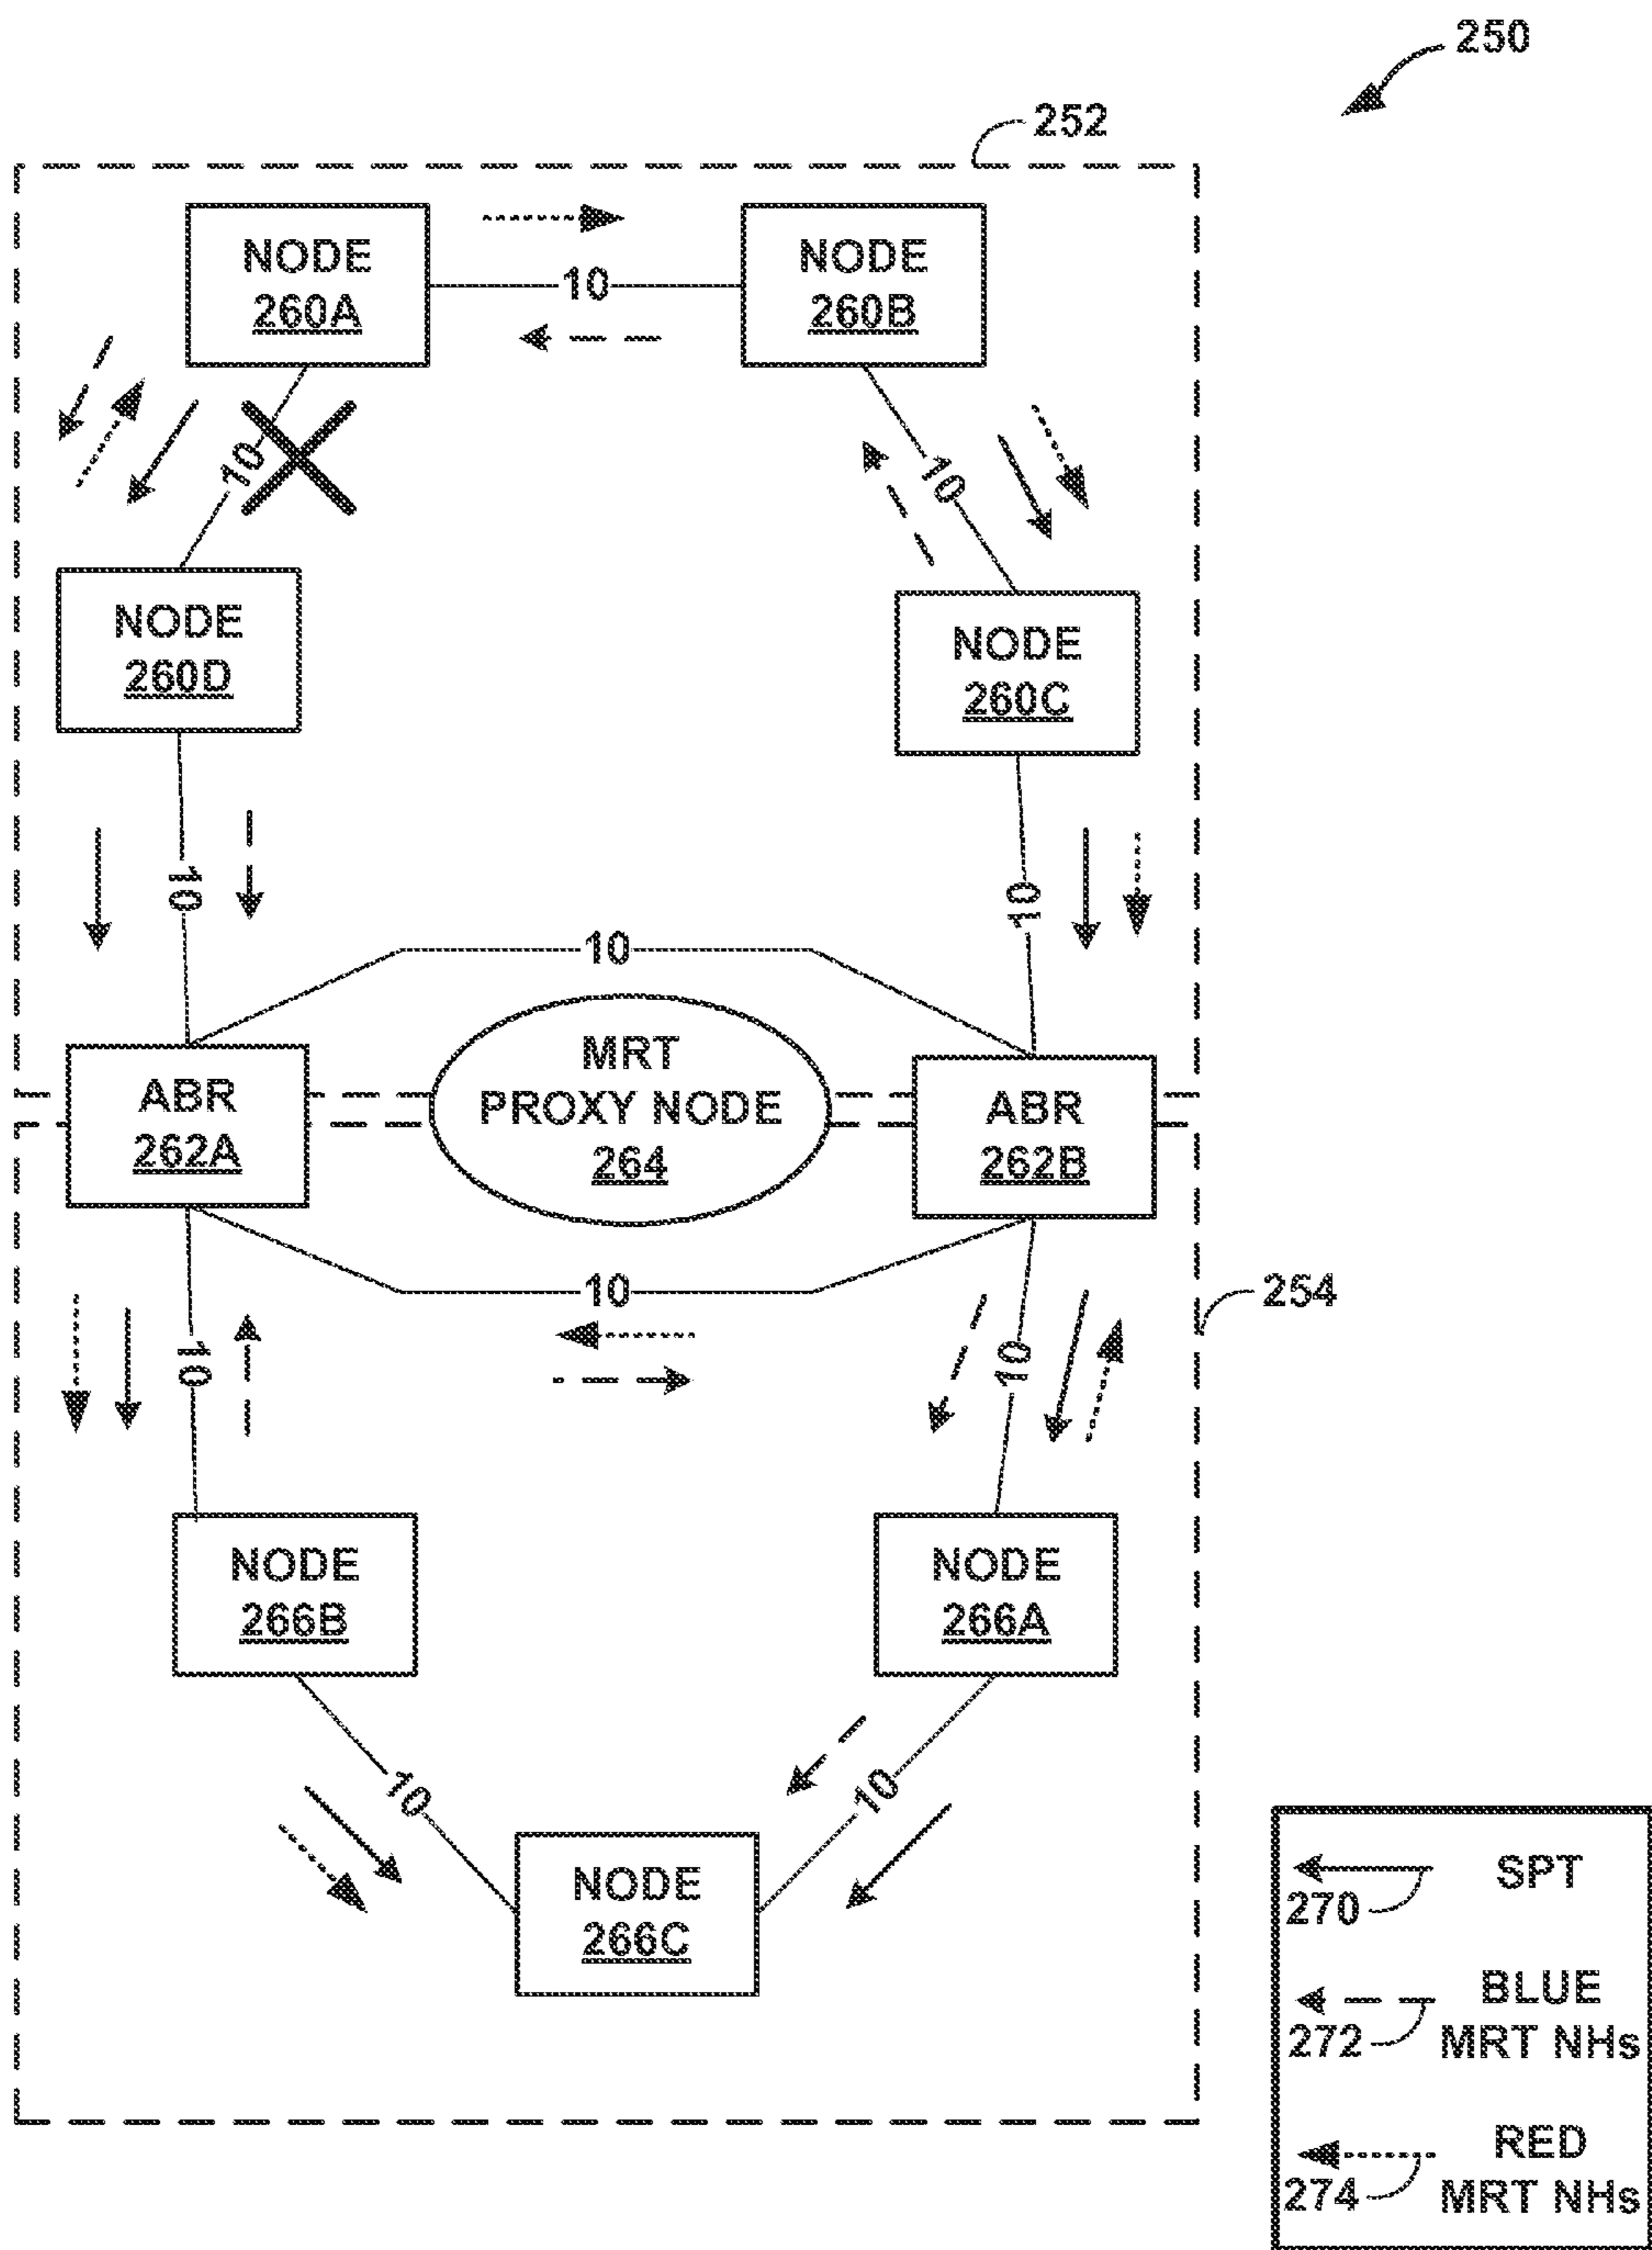 250
252
NODE
260A
10
NODE
260B
10
10
NODE
260D
NODE
260C
10
10
10
ABR
262A
MRT
PROXY NODE
264
ABR
262B
10
254
10
10
NODE
266B
NODE
266A
10
10
NODE
266C
SPT
270
BLUE
272
MRT NHs
RED
274
MRT NHs